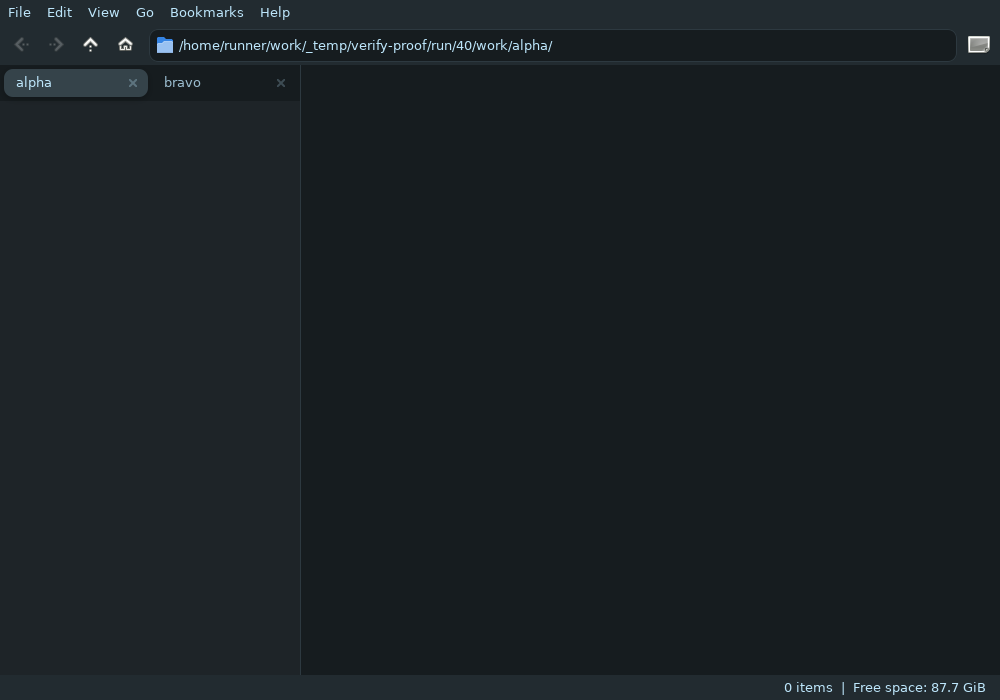 File Edit View Go Bookmarks Help
/home/runner/work/_temp/verify-proof/run/40/work/alpha/
alpha bravo
0 items | Free space: 87.7 GiB